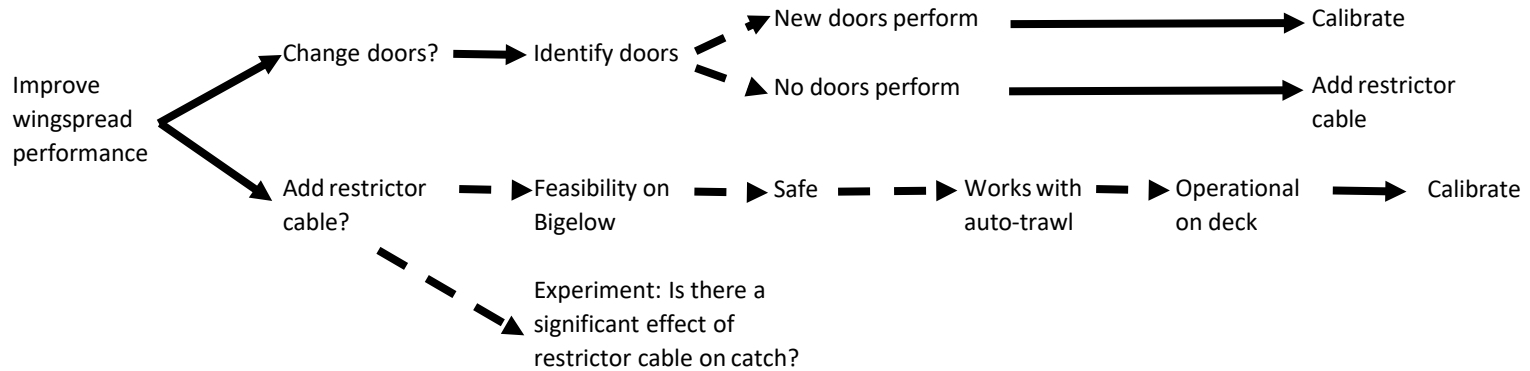 New doors perform
Calibrate
Change doors?
Identify doors
Improve
wingspread
performance
No doors perform
Add restrictor
cable
Add restrictor
cable?
Feasibility on
Bigelow
Safe
Works with
auto-trawl
Operational
on deck
Calibrate
Experiment: Is there a
significant effect of
restrictor cable on catch?